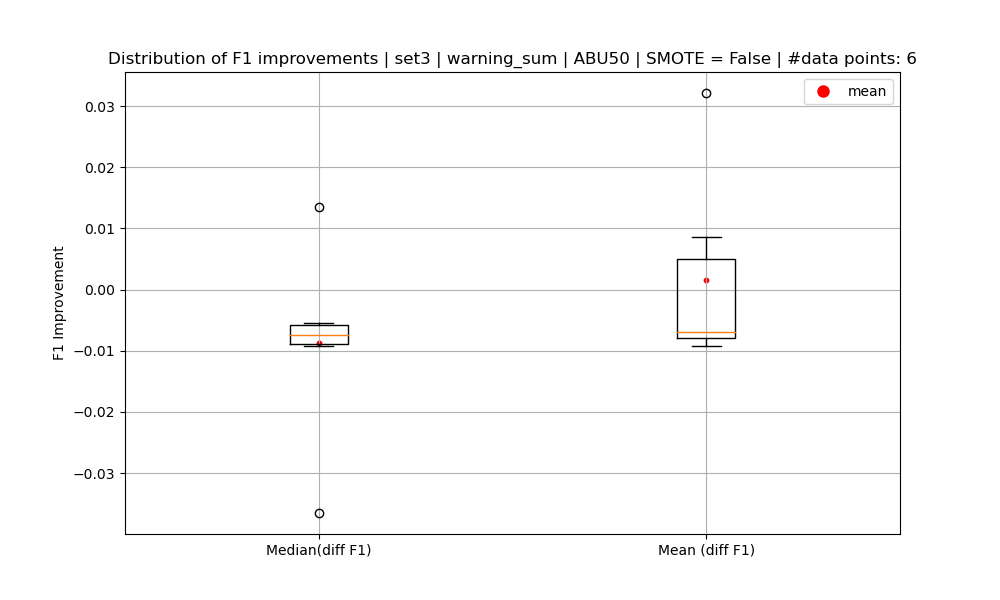 Distribution of F1 improvements | set3 | warning_sum | ABU50 | SMOTE = False | #data points: 6
mean
0.03
0.02
0.01
0.00
−0.01
−0.02
−0.03
F1 Improvement
Median(diff F1)
Mean (diff F1)